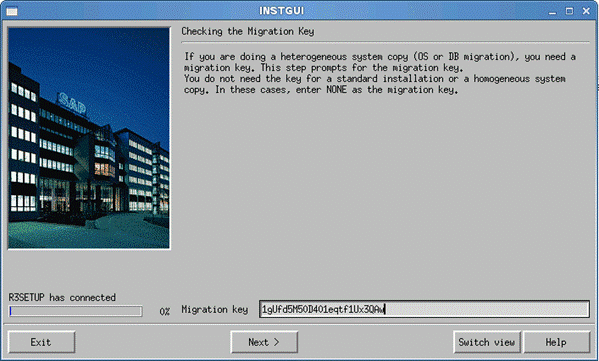 INSTGUI
Checking the Migration Key
If you are doing a heterogeneous system copy (OS or DB migration), you need a
migration key. This step prompts for the migration key.
You do not need the key for a standard installation or a homogeneous system
copy. In these cases, enter NONE as the migration key.
SAP
R3SETUP has connected
0%
Migration key 1gUfd5M50D401eqtf1Ux3QAw
Exit
Next >
Switch view
Help